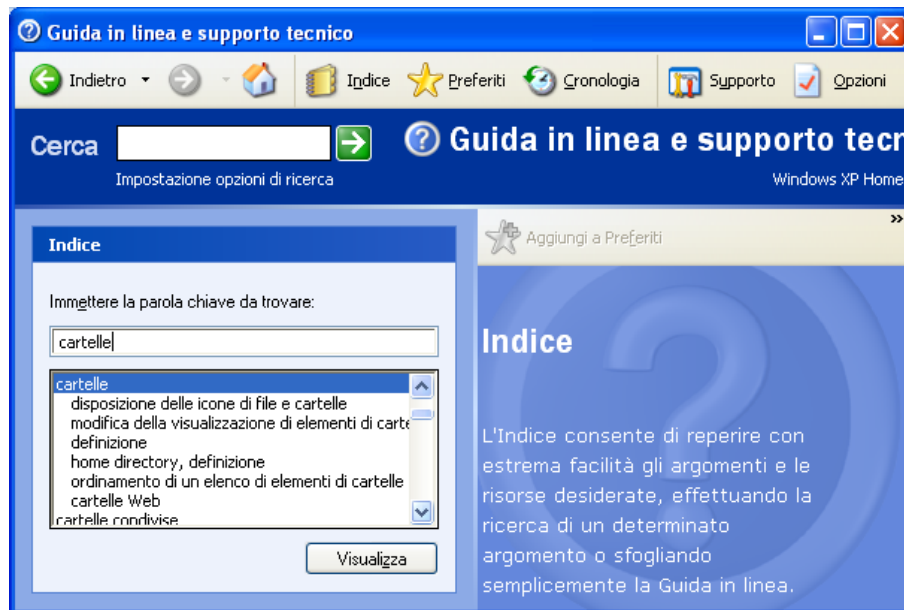 Guida in linea e supporto tecnico
Indietro Indice Preferiti Cronologia Supporto Opzioni
Cerca
Guida in linea e supporto tecr
Impostazione opzioni di ricerca
Windows XP Home
Indice
Aggiungi a Preferiti
Immettere la parola chiave da trovare:
cartelle
cartelle
disposizione delle icone di file e cartelle
modifica della visualizzazione di elementi di carte
definizione
home directory, definizione
ordinamento di un elenco di elementi di cartelle
cartelle Web
cartelle condivise
Visualizza
Indice
L'Indice consente di reperire con
estrema facilità gli argomenti e le
risorse desiderate, effettuando la
ricerca di un determinato
argomento o sfogliando
semplicemente la Guida in linea.